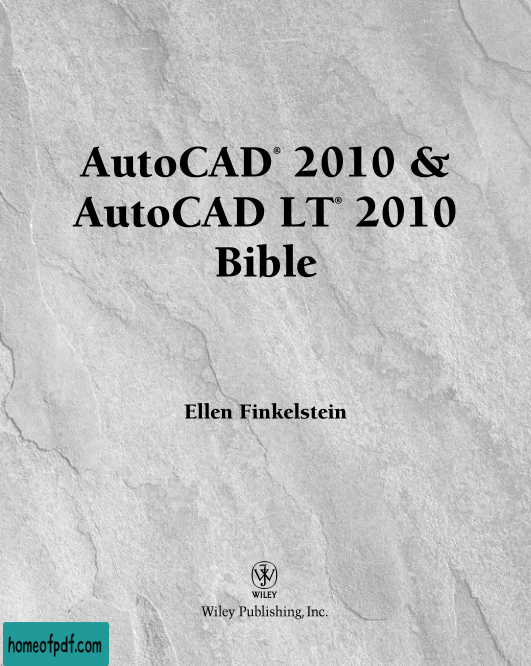 AutoCAD® 2010 &
AutoCAD LT® 2010
Bible
Ellen Finkelstein
WILEY
Wiley Publishing, Inc.
homeofpdf.com